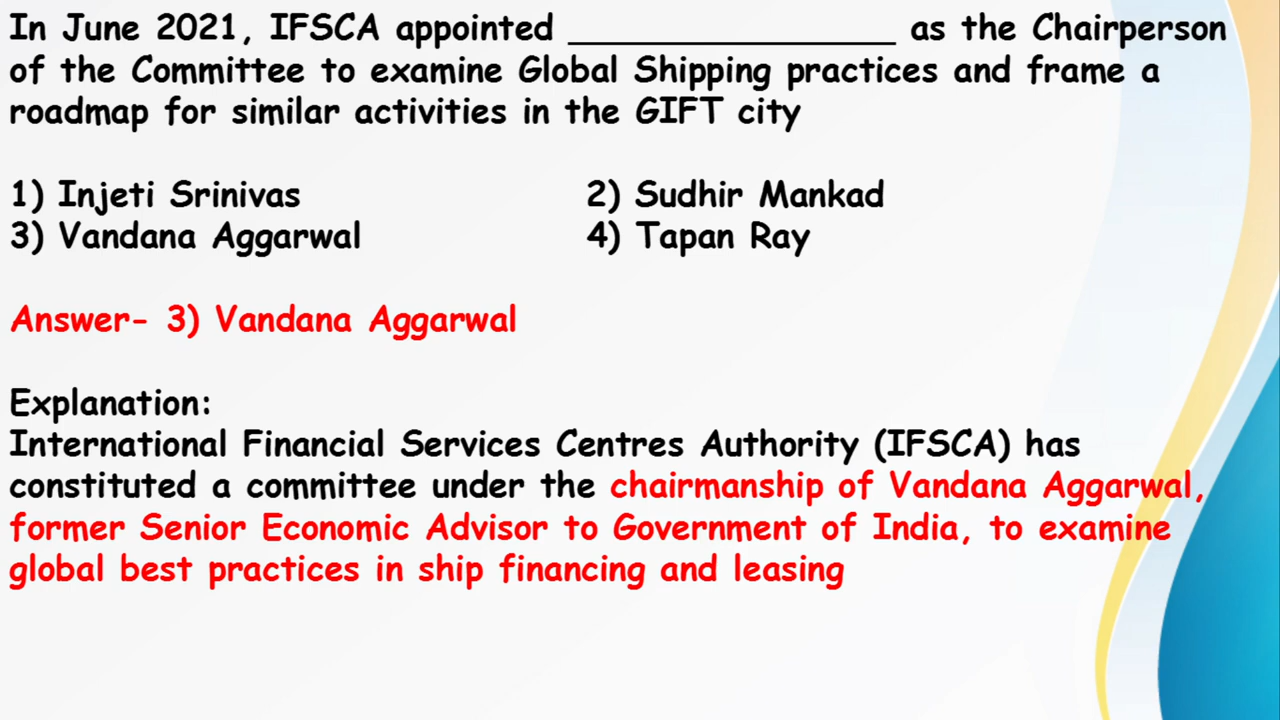 In June 2021, IFSCA appointed ________________ as the Chairperson
of the Committee to examine Global Shipping practices and frame a
roadmap for similar activities in the GIFT city
1) Injeti Srinivas 2) Sudhir Mankad
3) Vandana Aggarwal 4) Tapan Ray
Answer- 3) Vandana Aggarwal
Explanation:
International Financial Services Centres Authority (IFSCA) has
constituted a committee under the chairmanship of Vandana Aggarwal,
former Senior Economic Advisor to Government of India, to examine
global best practices in ship financing and leasing